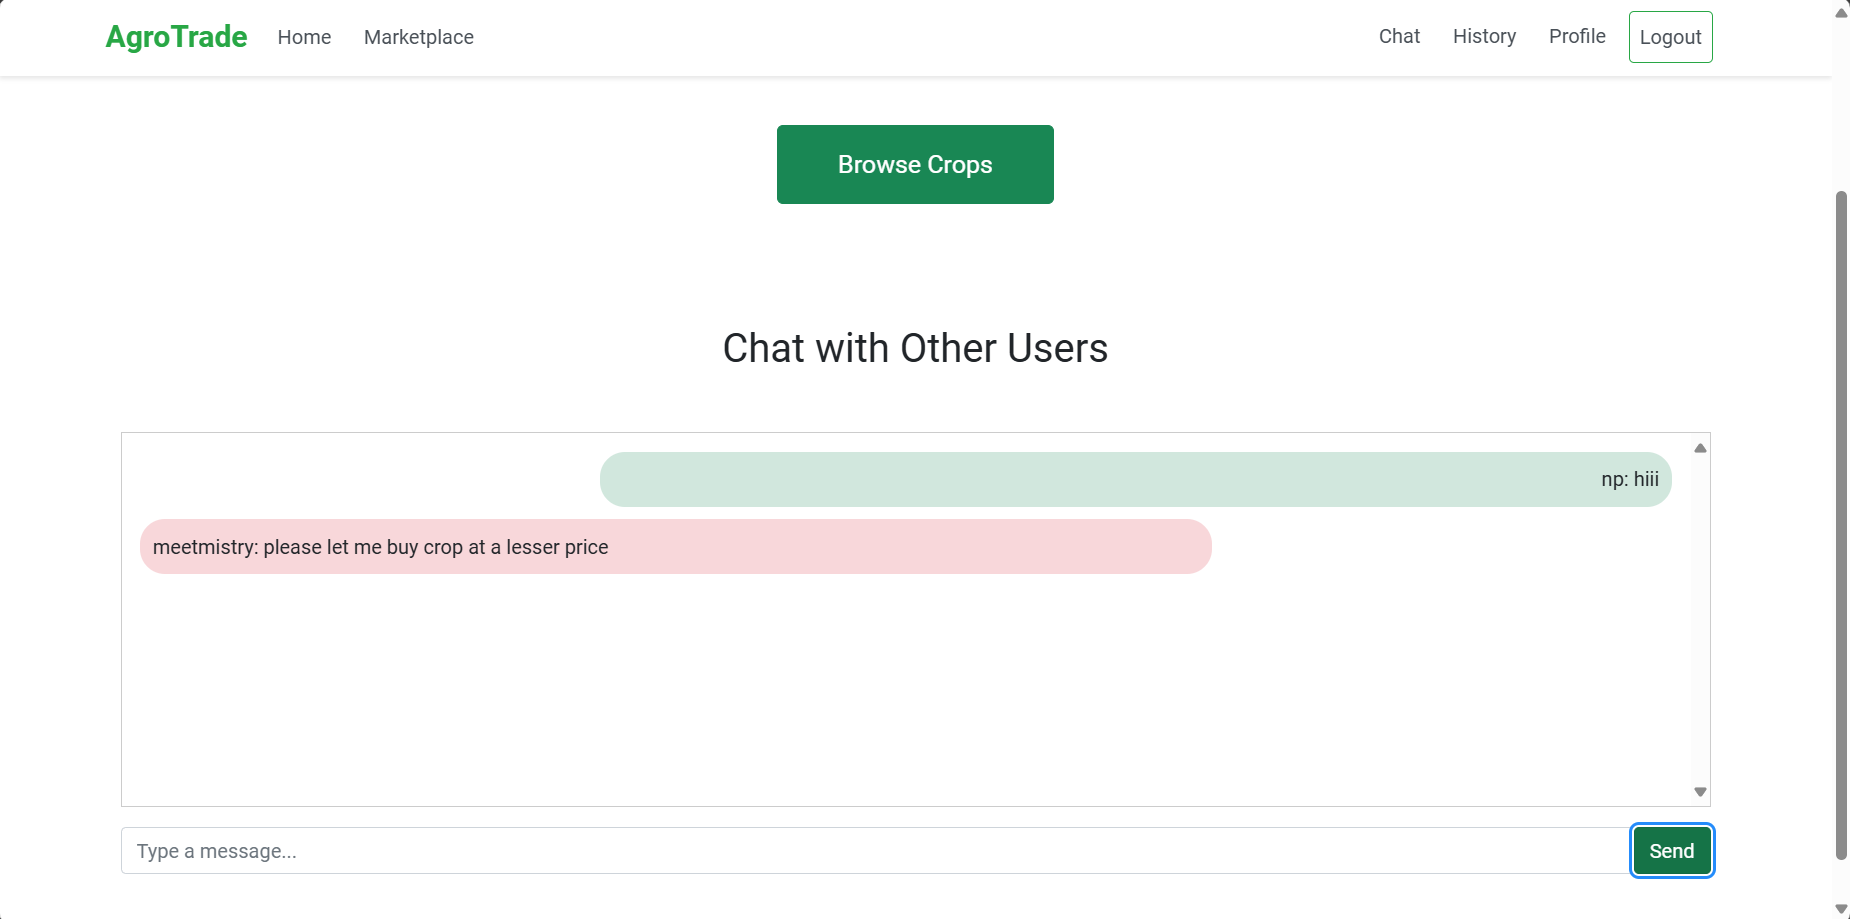 AgroTrade Home Marketplace Chat History Profile Logout
Browse Crops
Chat with Other Users
np: hiii
meetmistry: please let me buy crop at a lesser price
Type a message... Send